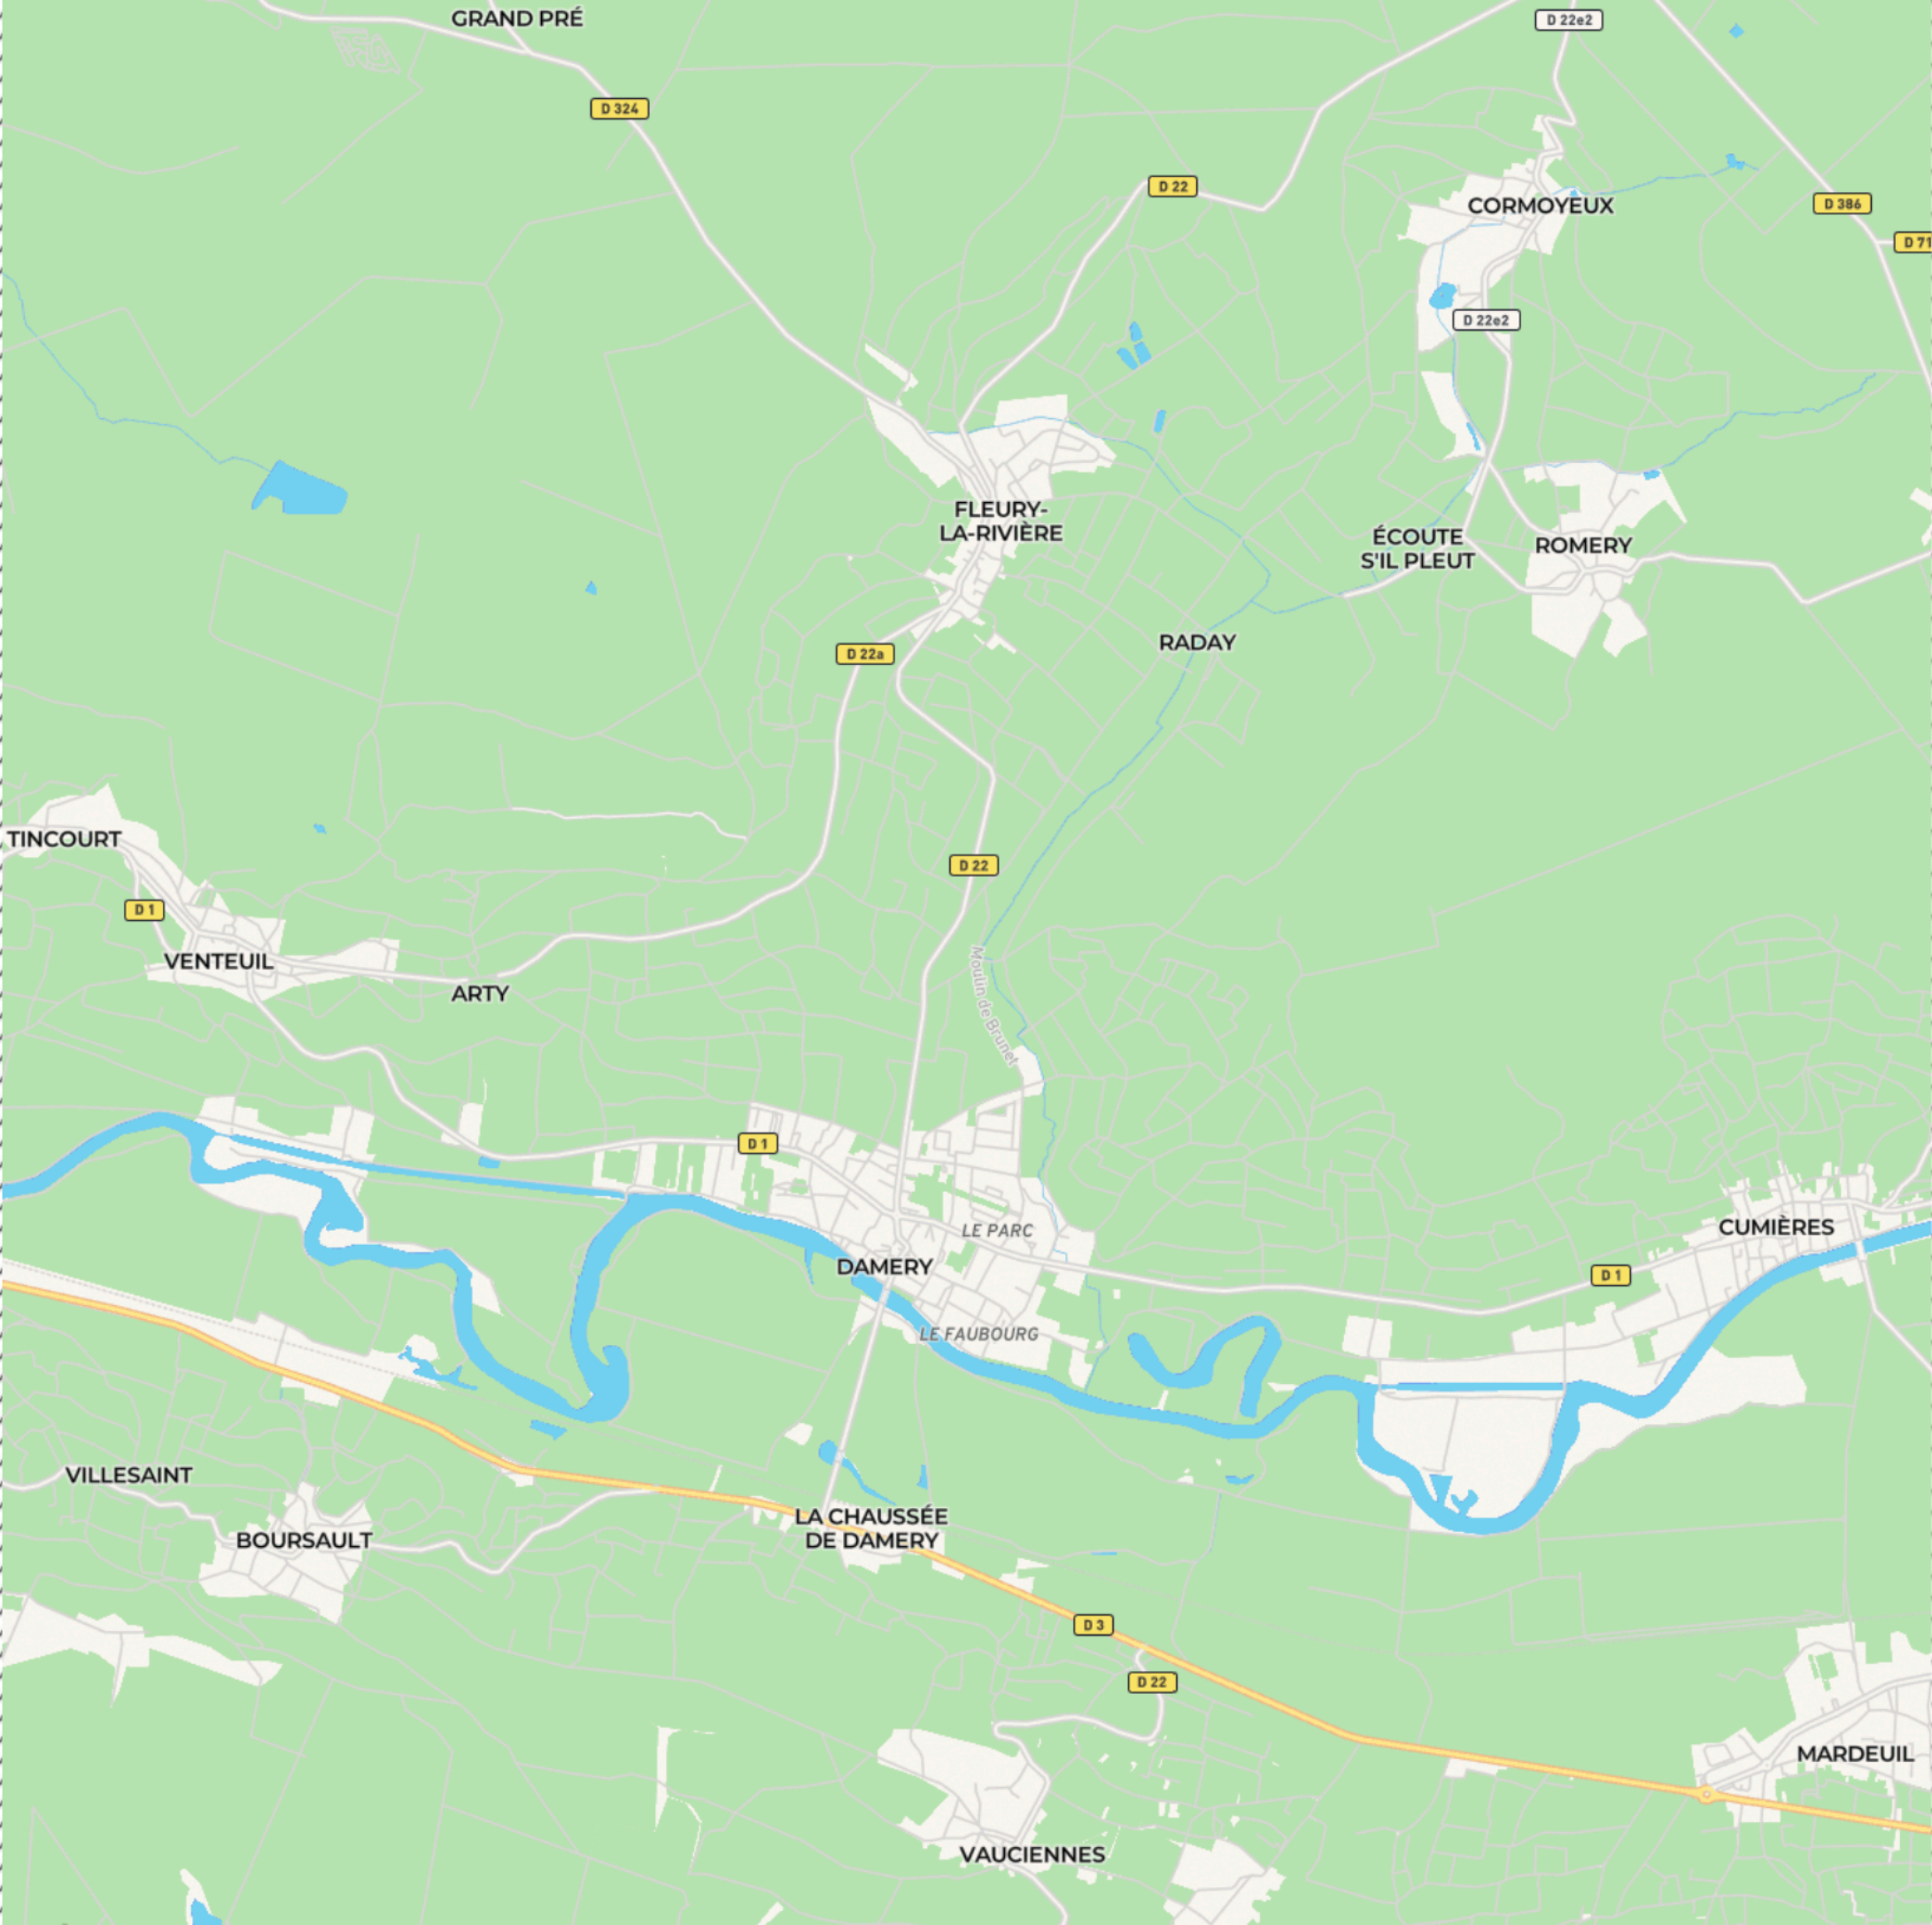 GRAND PRÉ
D 22e2
D 324
D 22
CORMOYEUX
D 386
D 71
D 22e2
FLEURY-
LA-RIVIÈRE
ÉCOUTE
S'IL PLEUT
ROMERY
RADAY
D 22a
TINCOURT
D 22
D 1
VENTEUIL
ARTY
Moulin de Brunet
D 1
LE PARC
CUMIÈRES
DAMERY
D 1
LE FAUBOURG
VILLESAINT
LA CHAUSSÉE
DE DAMERY
BOURSAULT
D 3
D 22
MARDEUIL
VAUCIENNES